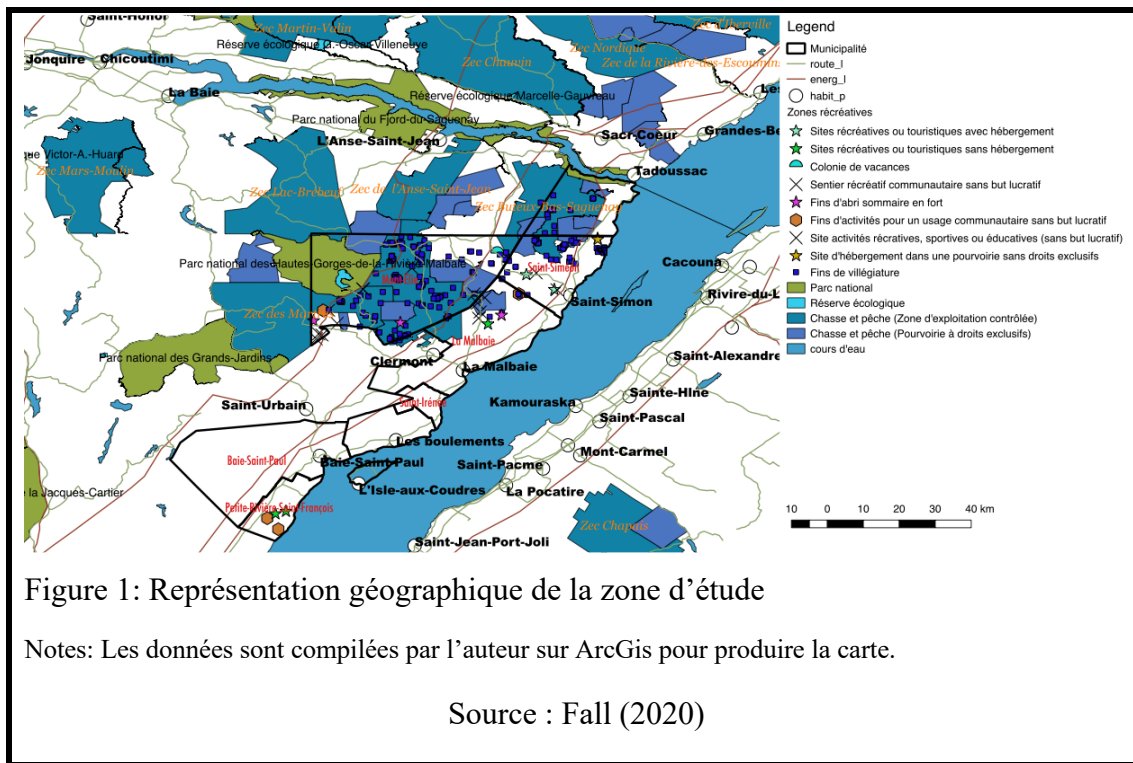 Saint-Honor
Zec Martin-Valin
Réserve écologique G.-Oscar-Villeneuve
Jonquire
Chicoutimi
La Baie
Zec Chauvin
Zec Nordique
Zec de la Rivière-des-Escoumins
Réserve écologique Marcelle-Gauvreau
Parc national du Fjord-du-Saguenay
L'Anse-Saint-Jean
Sacr-Coeur
Grandes-Be
Les
Tadoussac
que Victor-A.-Huard
Zec Mars-Moulin
Zec Lac-Brébeuf
Zec de l'Anse-Saint-Jean
Zec Buteux-Bas-Saguenay
Parc national des Hautes-Gorges-de-la-Rivière-Malbaie
Saint-Siméon
Saint-Simon
Cacouna
Rivire-du-L
Zec des Mar
La Malbaie
Parc national des Grands-Jardins
Clermont
La Malbaie
Saint-Alexandre
Saint-Urbain
Saint-Irénée
Kamouraska
Sainte-Hlne
Saint-Pascal
Les boulements
Mont-Carmel
Baie-Saint-Paul
Baie-Saint-Paul
Saint-Pacme
L'Isle-aux-Coudres
La Pocatire
la Jacques-Cartier
Petite-Rivière-Saint-François
Zec Chapais
Saint-Jean-Port-Joli
Legend
Municipalité
route_l
energ_l
habit_p
Zones récréatives
Sites récréatives ou touristiques avec hébergement
Sites récréatives ou touristiques sans hébergement
Colonie de vacances
Sentier récréatif communautaire sans but lucratif
Fins d'abri sommaire en fort
Fins d'activités pour un usage communautaire sans but lucratif
Site activités récratives, sportives ou éducatives (sans but lucratif)
Site d'hébergement dans une pourvoirie sans droits exclusifs
Fins de villégiature
Parc national
Réserve écologique
Chasse et pêche (Zone d'exploitation contrôlée)
Chasse et pêche (Pourvoirie à droits exclusifs)
cours d'eau
10 0 10 20 30 40 km
Figure 1: Représentation géographique de la zone d'étude
Notes: Les données sont compilées par l'auteur sur ArcGis pour produire la carte.
Source : Fall (2020)